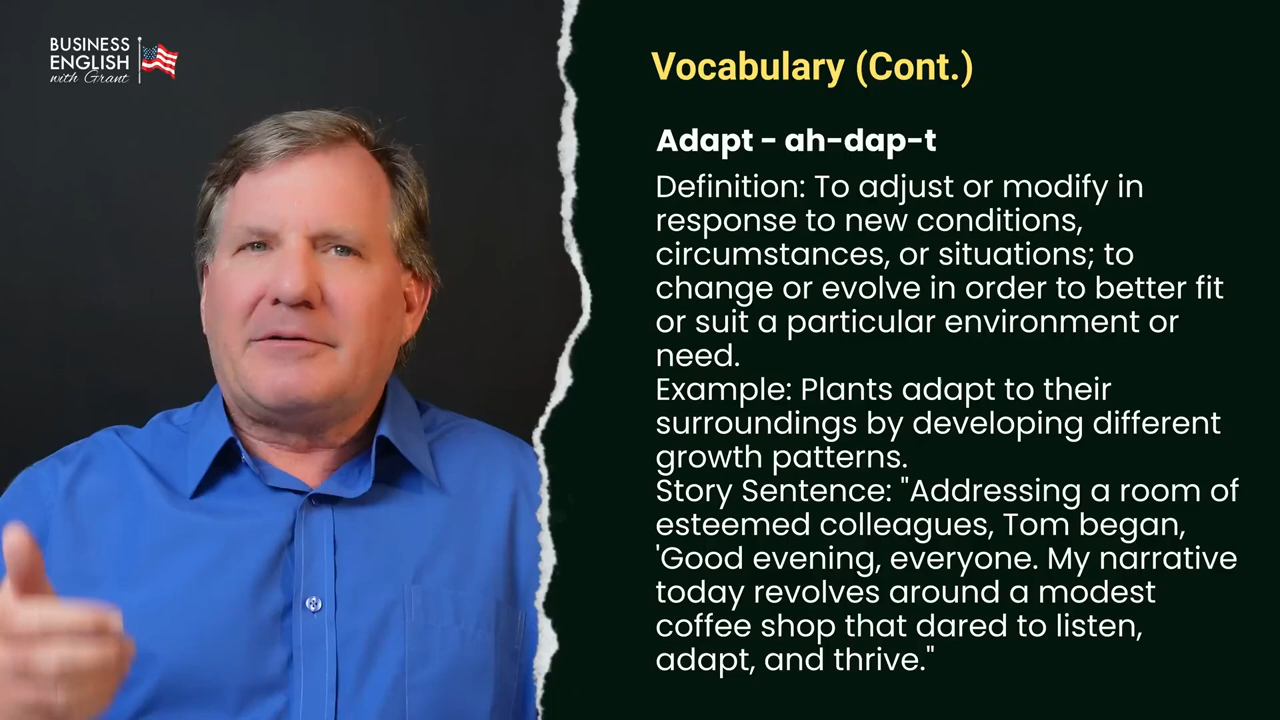 BUSINESS
ENGLISH
with Grant
Vocabulary (Cont.)
Adapt - ah-dap-t
Definition: To adjust or modify in
response to new conditions,
circumstances, or situations; to
change or evolve in order to better fit
or suit a particular environment or
need.
Example: Plants adapt to their
surroundings by developing different
growth patterns.
Story Sentence: "Addressing a room of
esteemed colleagues, Tom began,
'Good evening, everyone. My narrative
today revolves around a modest
coffee shop that dared to listen,
adapt, and thrive."